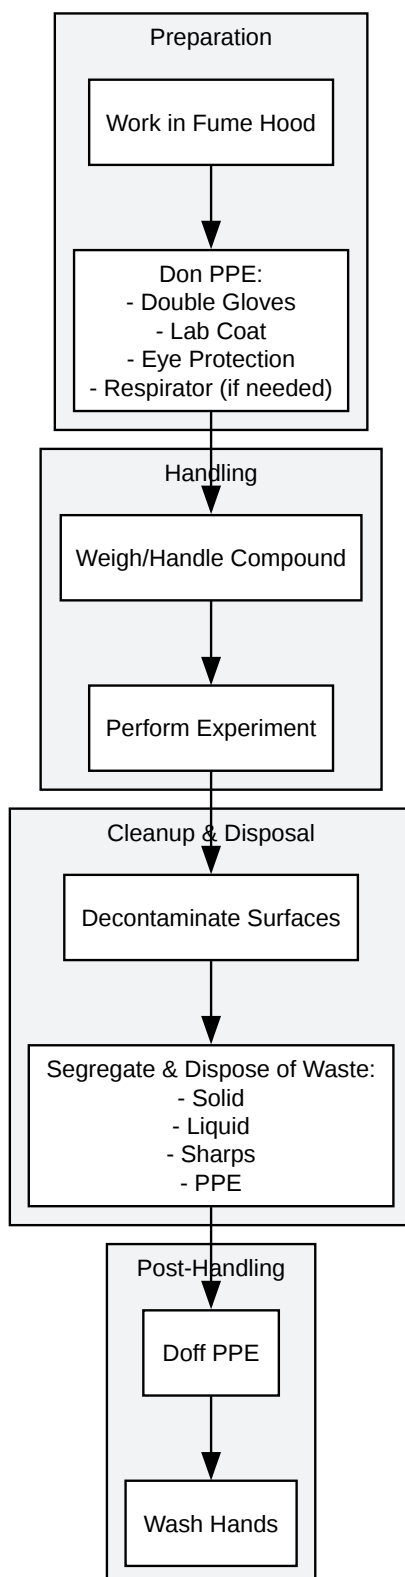 Preparation
Work in Fume Hood
Don PPE:
- Double Gloves
- Lab Coat
- Eye Protection
- Respirator (if needed)
Handling
Weigh/Handle Compound
Perform Experiment
Cleanup & Disposal
Decontaminate Surfaces
Segregate & Dispose of Waste:
- Solid
- Liquid
- Sharps
- PPE
Post-Handling
Doff PPE
Wash Hands